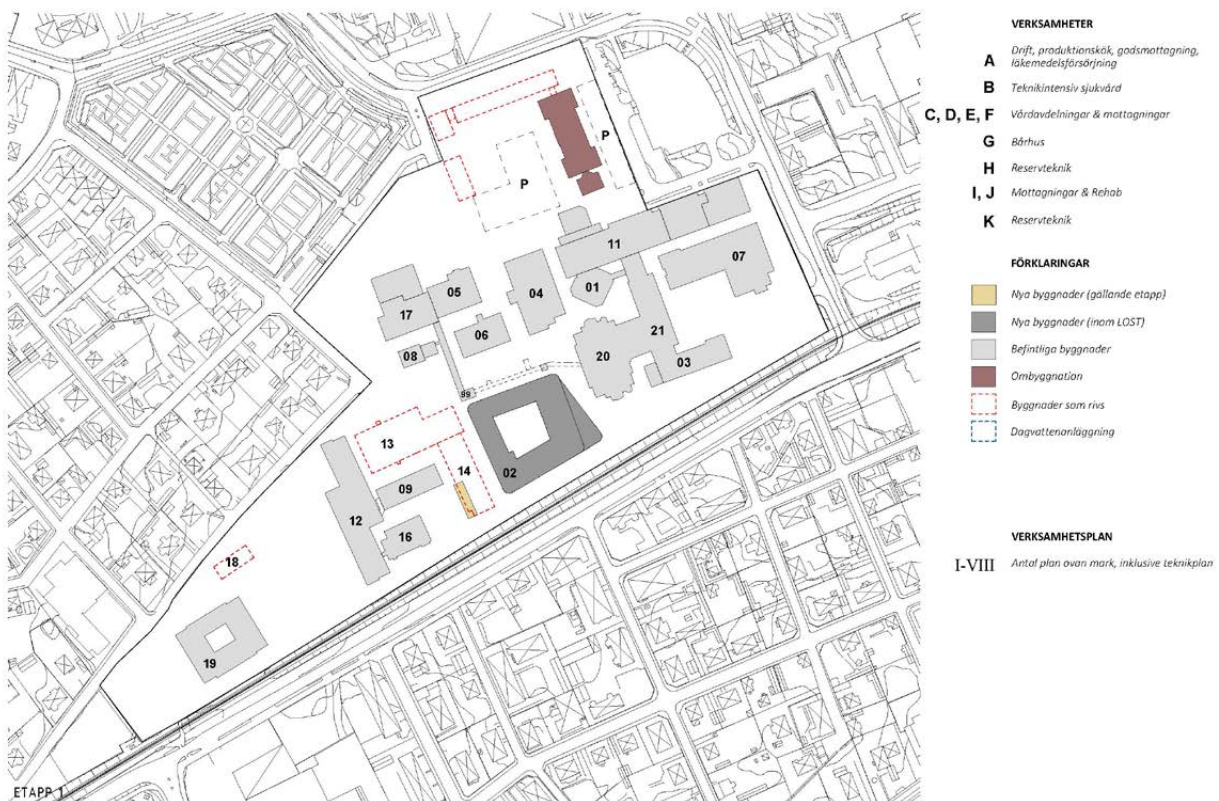 VERKSAMHETER
A Drift, produktionskök, godsmottagning,
läkemedelsförsörjning
B Teknikintensiv sjukvård
C, D, E, F Vårdavdelningar & mottagningar
G Bårhus
H Reservteknik
I, J Mottagningar & Rehab
K Reservteknik
FÖRKLARINGAR
Nya byggnader (gällande etapp)
Nya byggnader (inom LOST)
Befintliga byggnader
Ombyggnation
Byggnader som rivs
Dagvattenanläggning
VERKSAMHETSPLAN
I-VIII Antal plan ovan mark, inklusive teknikplan
P
P
11
07
01
05
04
17
06
21
08
20
03
99
13
14
02
09
12
16
18
19
ETAPP 1